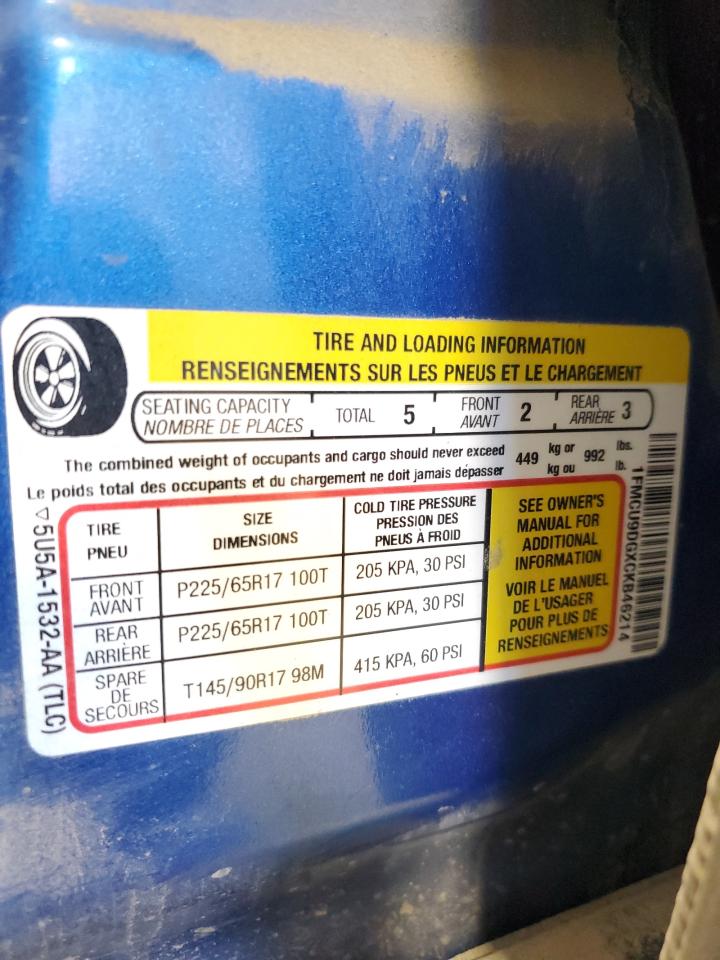 TIRE AND LOADING INFORMATION
RENSEIGNEMENTS SUR LES PNEUS ET LE CHARGEMENT
SEATING CAPACITY
NOMBRE DE PLACES
TOTAL 5
FRONT
AVANT 2
REAR
ARRIÈRE 3
The combined weight of occupants and cargo should never exceed 449 kg or 992 lbs.
Le poids total des occupants et du chargement ne doit jamais dépasser kg ou lb.
TIRE
PNEU
SIZE
DIMENSIONS
COLD TIRE PRESSURE
PRESSION DES
PNEUS À FROID
FRONT
AVANT
P225/65R17 100T
205 KPA, 30 PSI
REAR
ARRIÈRE
P225/65R17 100T
205 KPA, 30 PSI
SPARE
DE
SECOURS
T145/90R17 98M
415 KPA, 60 PSI
SEE OWNER'S
MANUAL FOR
ADDITIONAL
INFORMATION
VOIR LE MANUEL
DE L'USAGER
POUR PLUS DE
RENSEIGNEMENTS
▽5U5A-1532-AA (TLC)
1FMCU9DGXCKB46214